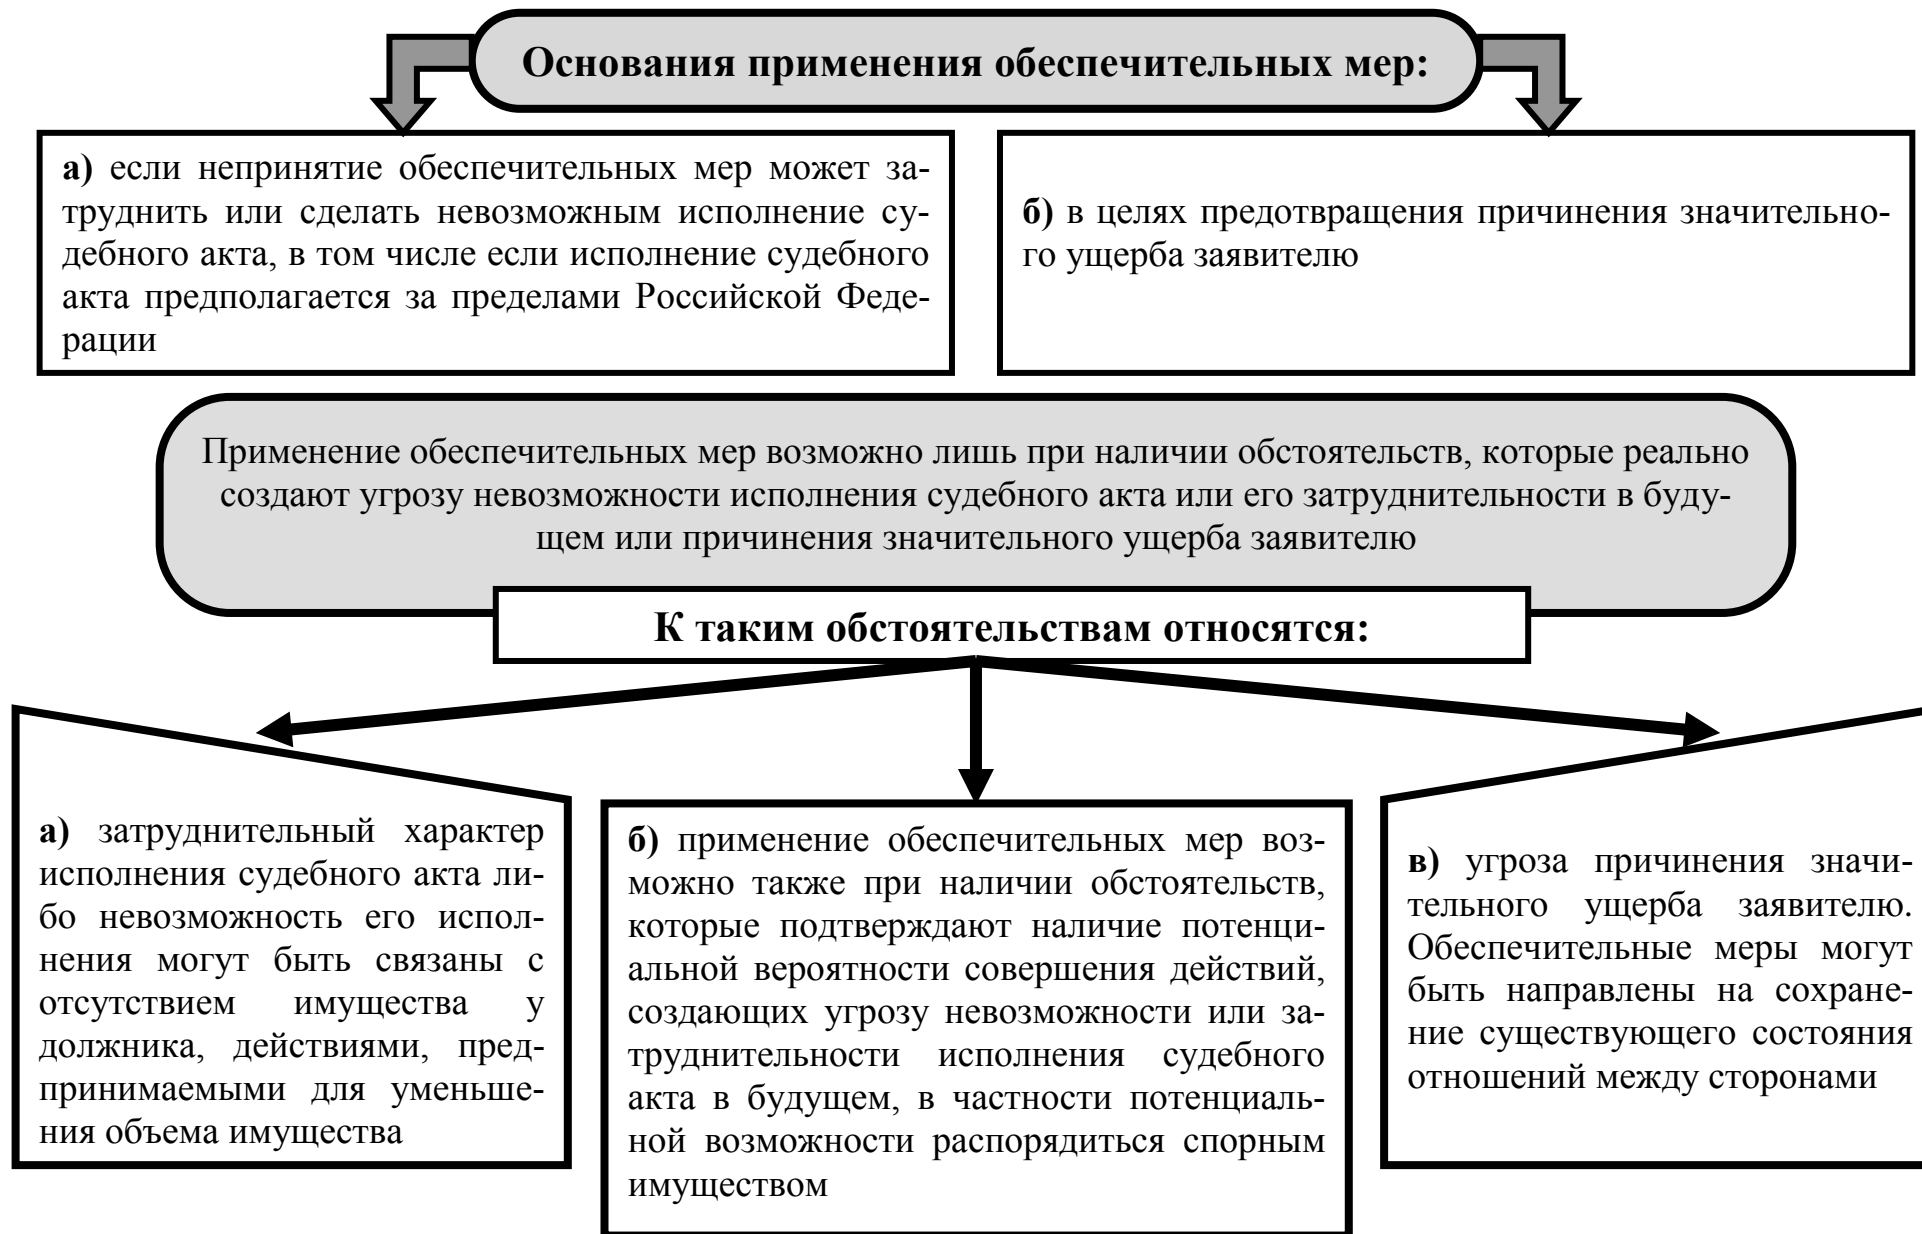 Основания применения обеспечительных мер:
а) если непринятие обеспечительных мер может за-
труднить или сделать невозможным исполнение су-
дебного акта, в том числе если исполнение судебного
акта предполагается за пределами Российской Феде-
рации
б) в целях предотвращения причинения значительно-
го ущерба заявителю
Применение обеспечительных мер возможно лишь при наличии обстоятельств, которые реально
создают угрозу невозможности исполнения судебного акта или его затруднительности в буду-
щем или причинения значительного ущерба заявителю
К таким обстоятельствам относятся:
а) затруднительный характер
исполнения судебного акта ли-
бо невозможность его испол-
нения могут быть связаны с
отсутствием имущества у
должника, действиями, пред-
принимаемыми для уменьше-
ния объема имущества
б) применение обеспечительных мер воз-
можно также при наличии обстоятельств,
которые подтверждают наличие потенци-
альной вероятности совершения действий,
создающих угрозу невозможности или за-
труднительности исполнения судебного
акта в будущем, в частности потенциаль-
ной возможности распорядиться спорным
имуществом
в) угроза причинения значи-
тельного ущерба заявителю.
Обеспечительные меры могут
быть направлены на сохране-
ние существующего состояния
отношений между сторонами